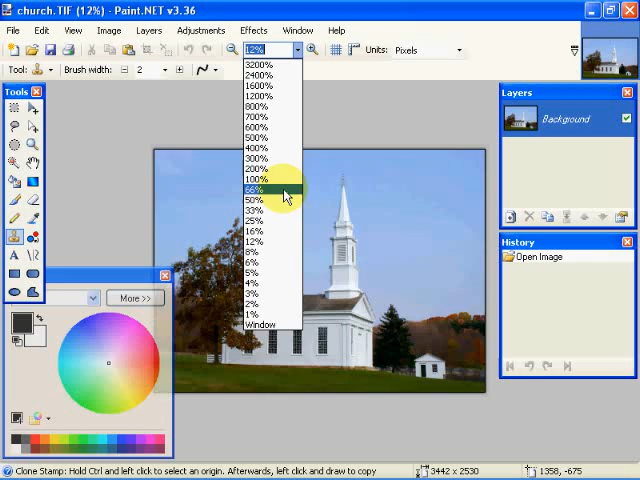 church.TIF (12%) - Paint.NET v3.36
File Edit View Image Layers Adjustments Effects Window Help
12% Units: Pixels
Tool: Brush width: 2
3200%
2400%
1600%
1200%
800%
700%
600%
500%
400%
300%
200%
100%
66%
50%
33%
25%
16%
12%
8%
6%
5%
4%
3%
2%
1%
Window
Tools
More >>
Layers
Background
History
Open Image
Clone Stamp: Hold Ctrl and left click to select an origin. Afterwards, left click and draw to copy
3442 x 2530
1358, -675